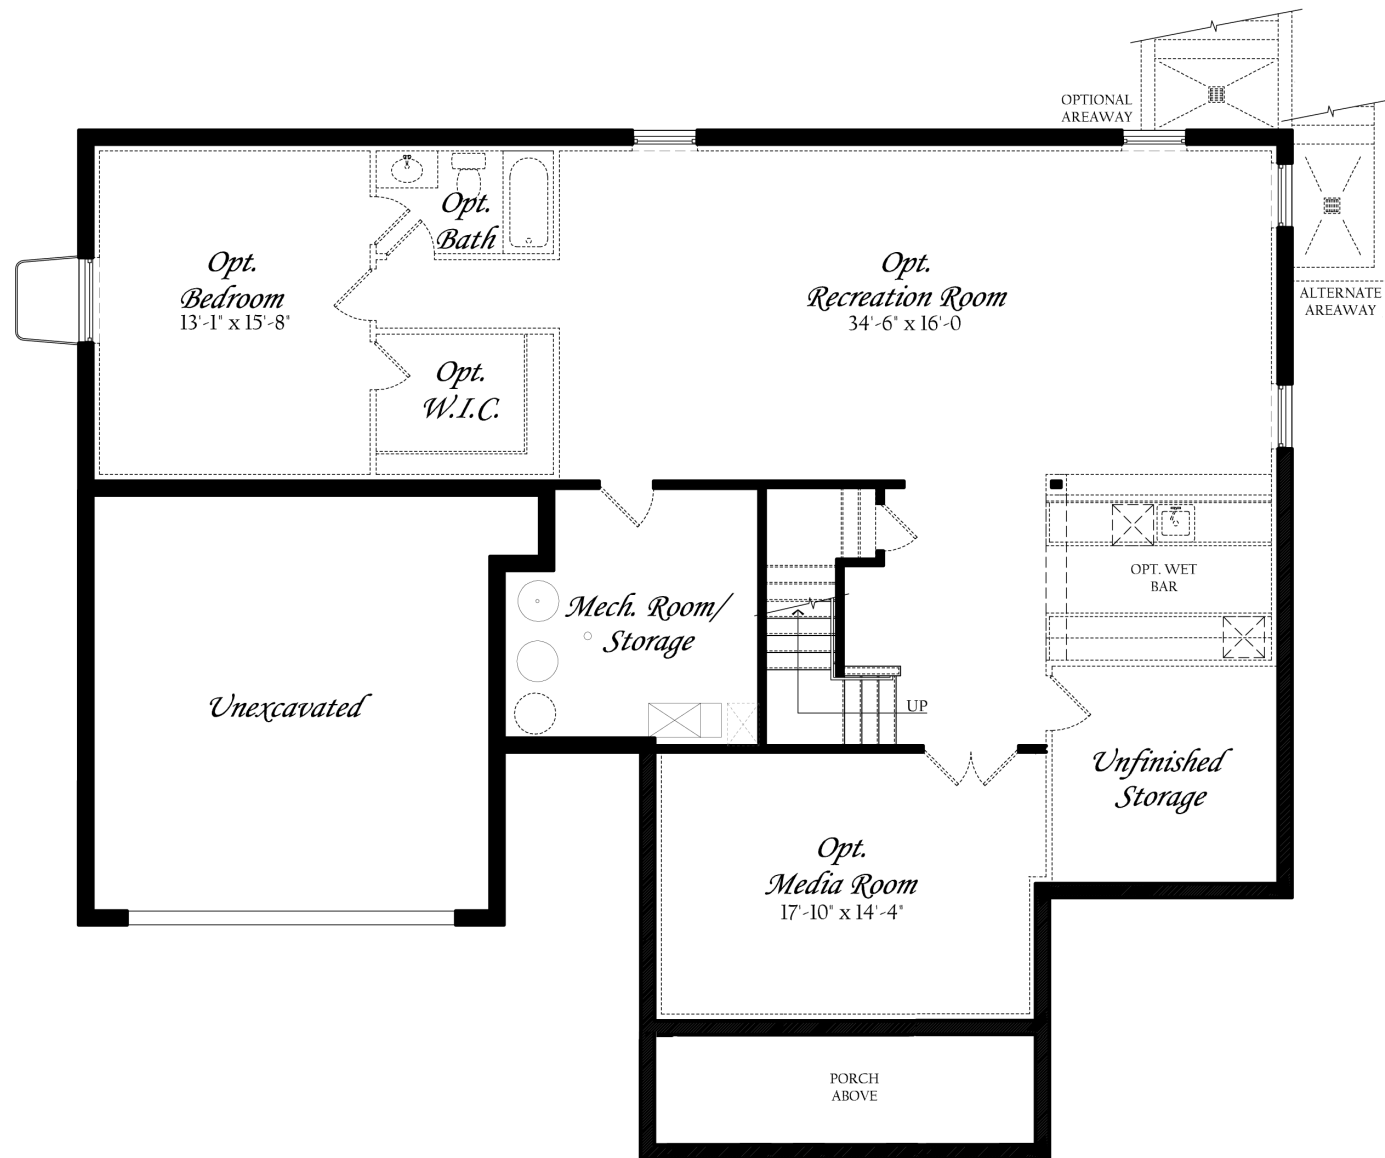 OPTIONAL
AREAWAY
Opt.
Bath
Opt.
Bedroom
13'-1" x 15'-8"
Opt.
Recreation Room
34'-6" x 16'-0
ALTERNATE
AREAWAY
Opt.
W.I.C.
OPT. WET
BAR
Mech. Room/
Storage
Unexcavated
UP
Unfinished
Storage
Opt.
Media Room
17'-10" x 14'-4"
PORCH
ABOVE